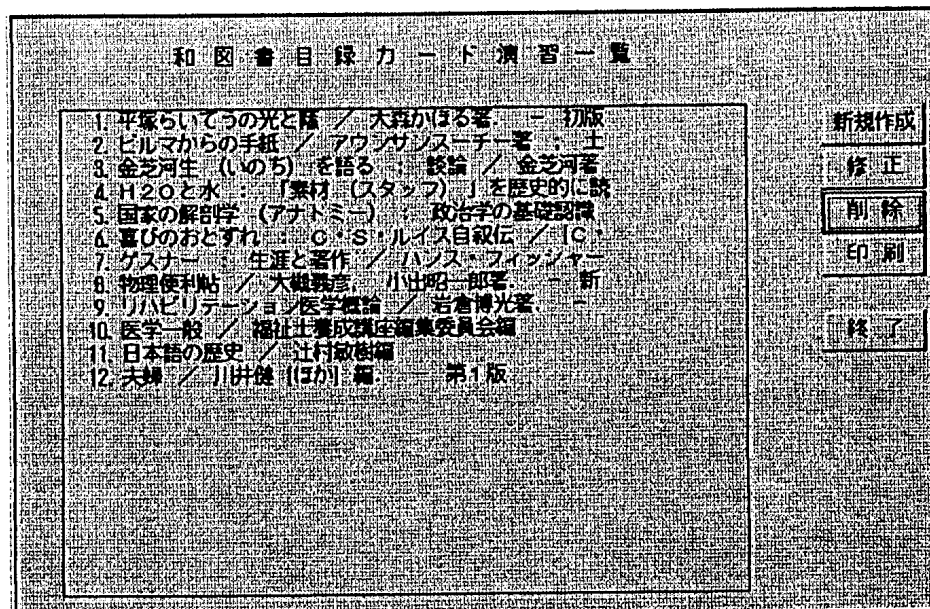 和図書目録カード演習一覧
1. 平塚らいてうの光と蔭 / 大森かほる著. － 初版
2. ビルマからの手紙 / アウンサンスーチー著 ; 土
3. 金芝河生 (いのち) を語る : 談論 / 金芝河著
4. H2Oと水 : 「素材 (スタッフ) 」を歴史的に読
5. 国家の解剖学 (アナトミー) : 政治学の基礎認識
6. 喜びのおとずれ : C・S・ルイス自叙伝 / [C・
7. ゲスナー : 生涯と著作 / ハンス・フィッシャー
8. 物理便利帖 / 大槻義彦, 小出昭一郎著. － 新
9. リハビリテーション医学概論 / 岩倉博光著. －
10. 医学一般 / 福祉士養成講座編集委員会編
11. 日本語の歴史 / 辻村敏樹編
12. 夫婦 / 川井健 [ほか] 編. － 第1版
新規作成
修正
削除
印刷
終了